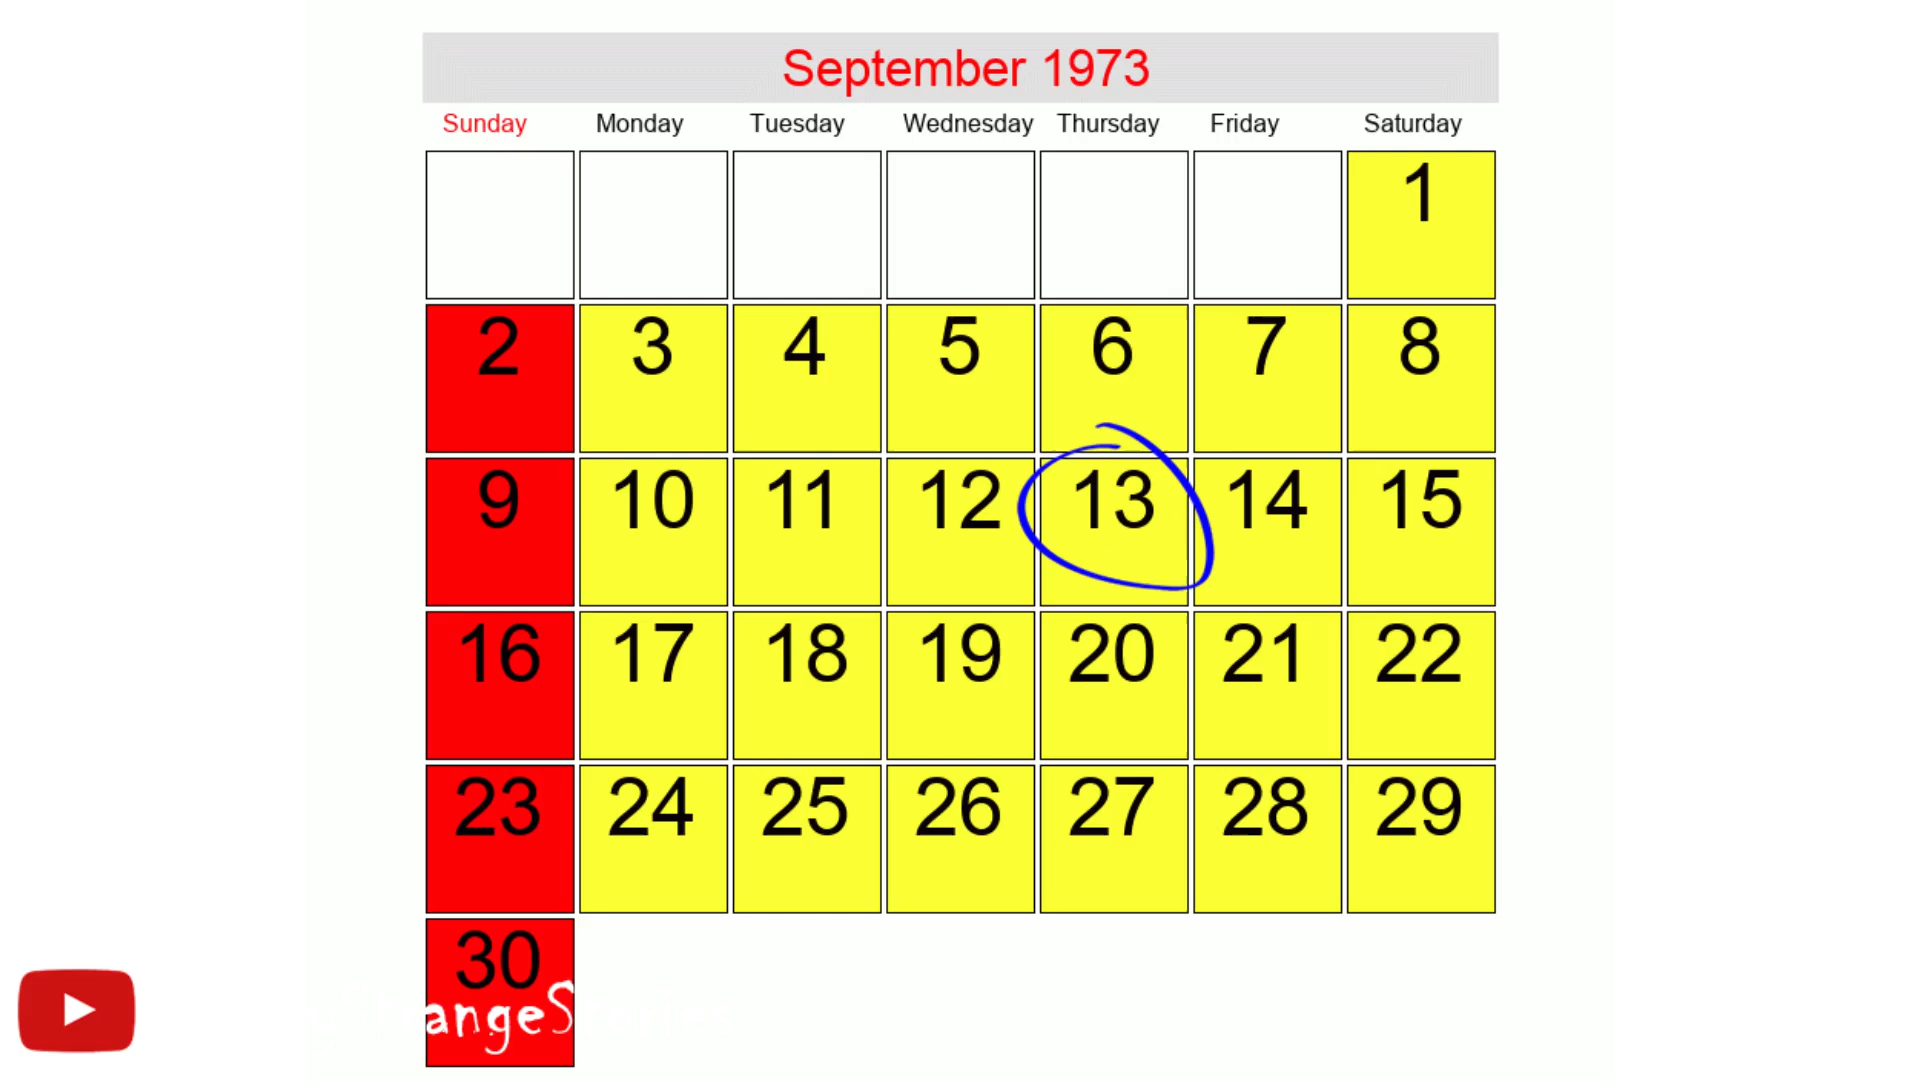 September 1973
Sunday Monday Tuesday Wednesday Thursday Friday Saturday
1
2 3 4 5 6 7 8
9 10 11 12 13 14 15
16 17 18 19 20 21 22
23 24 25 26 27 28 29
30